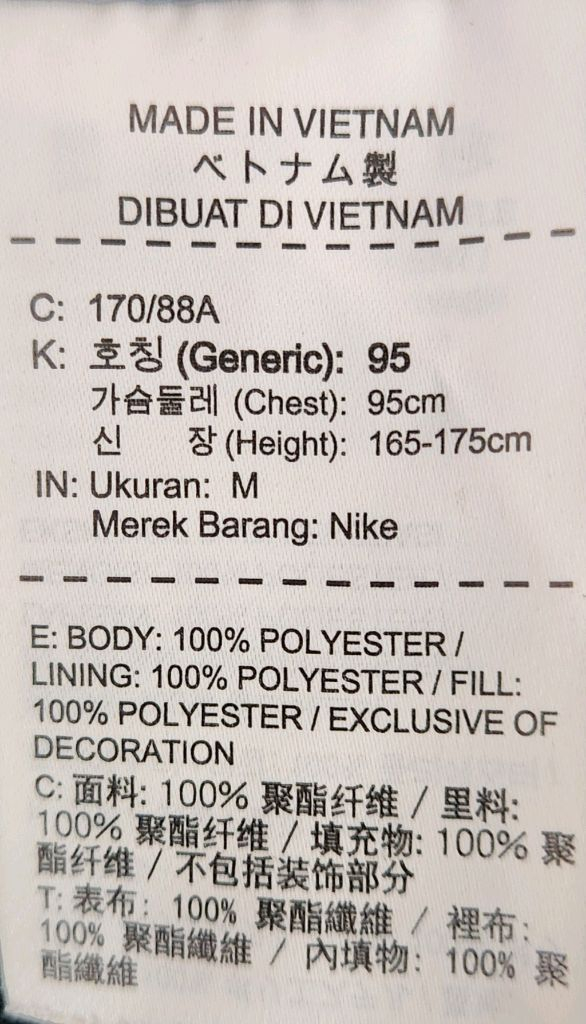 MADE IN VIETNAM
ベトナム製
DIBUAT DI VIETNAM
C: 170/88A
K: 호칭 (Generic): 95
가슴둘레 (Chest): 95cm
신 장 (Height): 165-175cm
IN: Ukuran: M
Merek Barang: Nike
E: BODY: 100% POLYESTER /
LINING: 100% POLYESTER / FILL:
100% POLYESTER / EXCLUSIVE OF
DECORATION
C: 面料: 100% 聚酯纤维 / 里料:
100% 聚酯纤维 / 填充物: 100% 聚
酯纤维 / 不包括装饰部分
T: 表布: 100% 聚酯纖維 / 裡布:
100% 聚酯纖維 / 內填物: 100% 聚
酯纖維